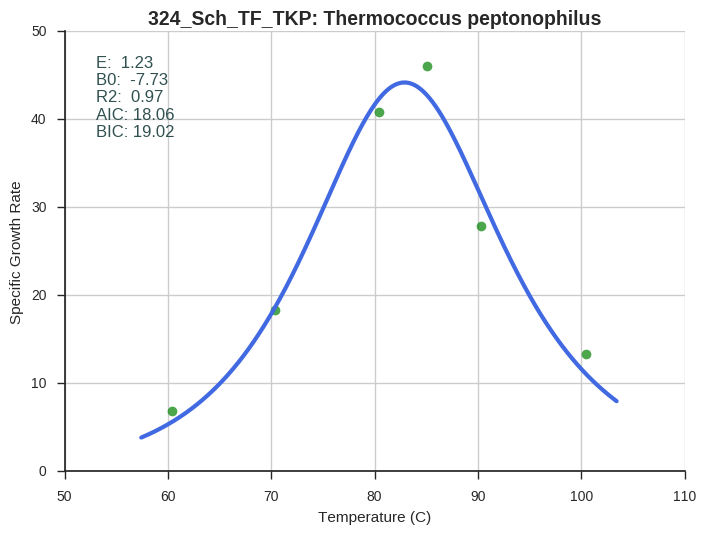 324_Sch_TF_TKP: Thermococcus peptonophilus
E:  1.23
B0:  -7.73
R2:  0.97
AIC: 18.06
BIC: 19.02
50
40
30
20
10
0
Specific Growth Rate
50 60 70 80 90 100 110
Temperature (C)